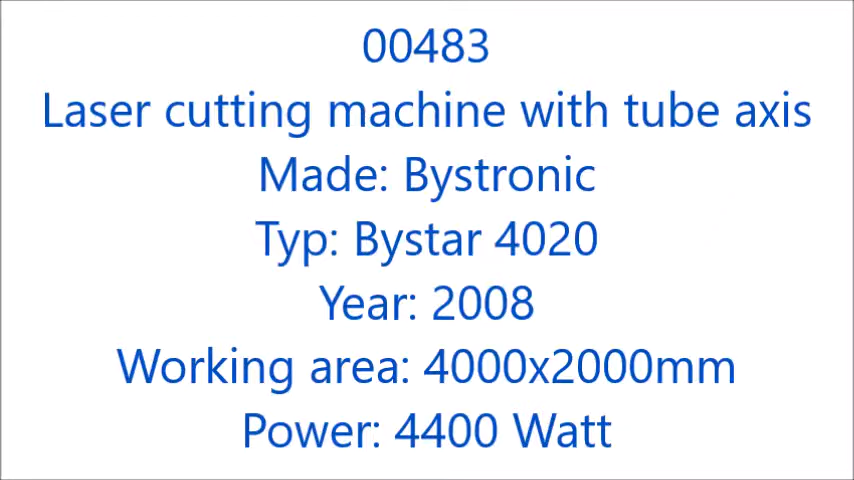 00483
Laser cutting machine with tube axis
Made: Bystronic
Typ: Bystar 4020
Year: 2008
Working area: 4000x2000mm
Power: 4400 Watt